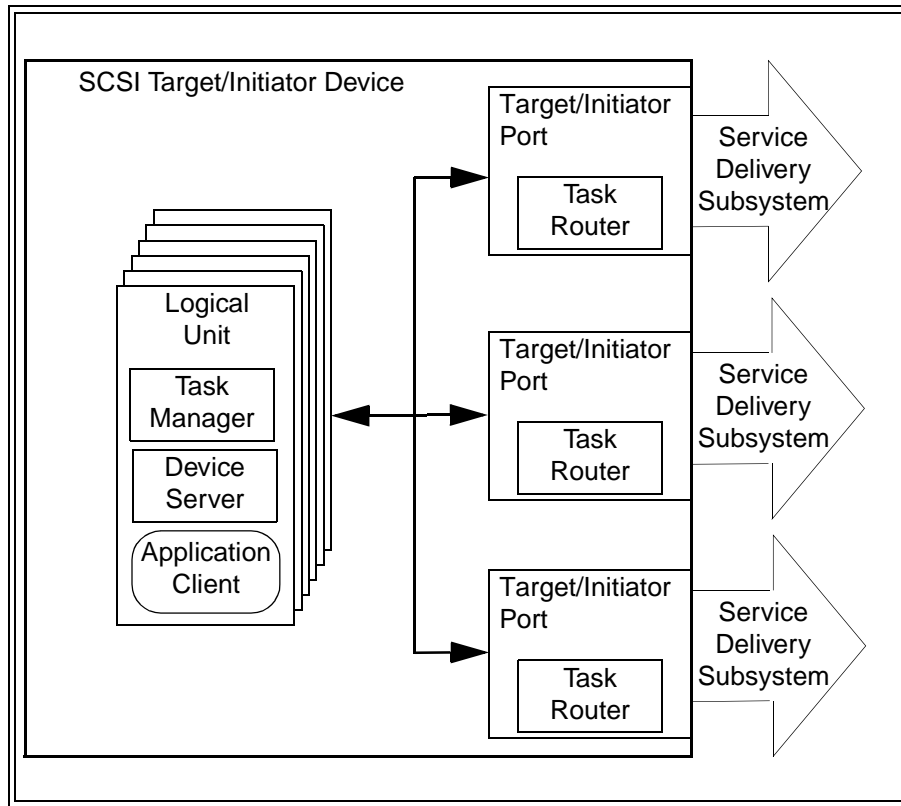 SCSI Target/Initiator Device
Logical
Unit
Task
Manager
Device
Server
Application
Client
Target/Initiator
Port
Task
Router
Service
Delivery
Subsystem
Target/Initiator
Port
Task
Router
Service
Delivery
Subsystem
Target/Initiator
Port
Task
Router
Service
Delivery
Subsystem